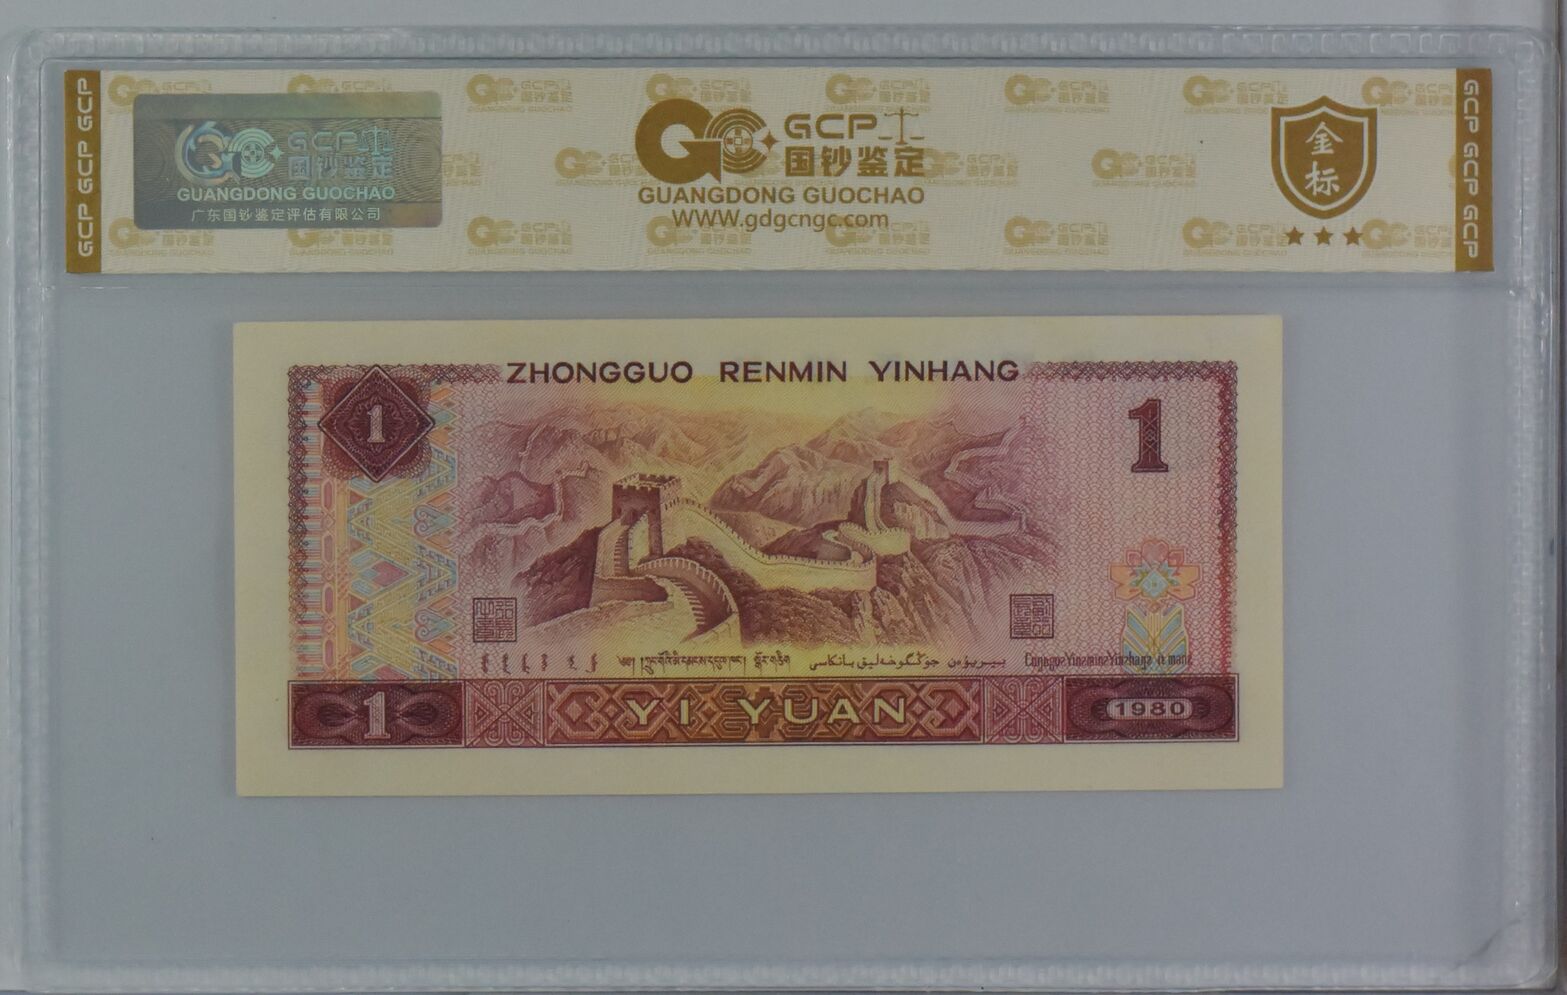 GCP GCP GCP
GCP
国钞鉴定
GUANGDONG GUOCHAO
广东国钞鉴定评估有限公司
GCP
国钞鉴定
GUANGDONG GUOCHAO
WWW.gdgcngc.com
金标
GCP GCP GCP
ZHONGGUO RENMIN YINHANG
1
1
1
YI YUAN
1980